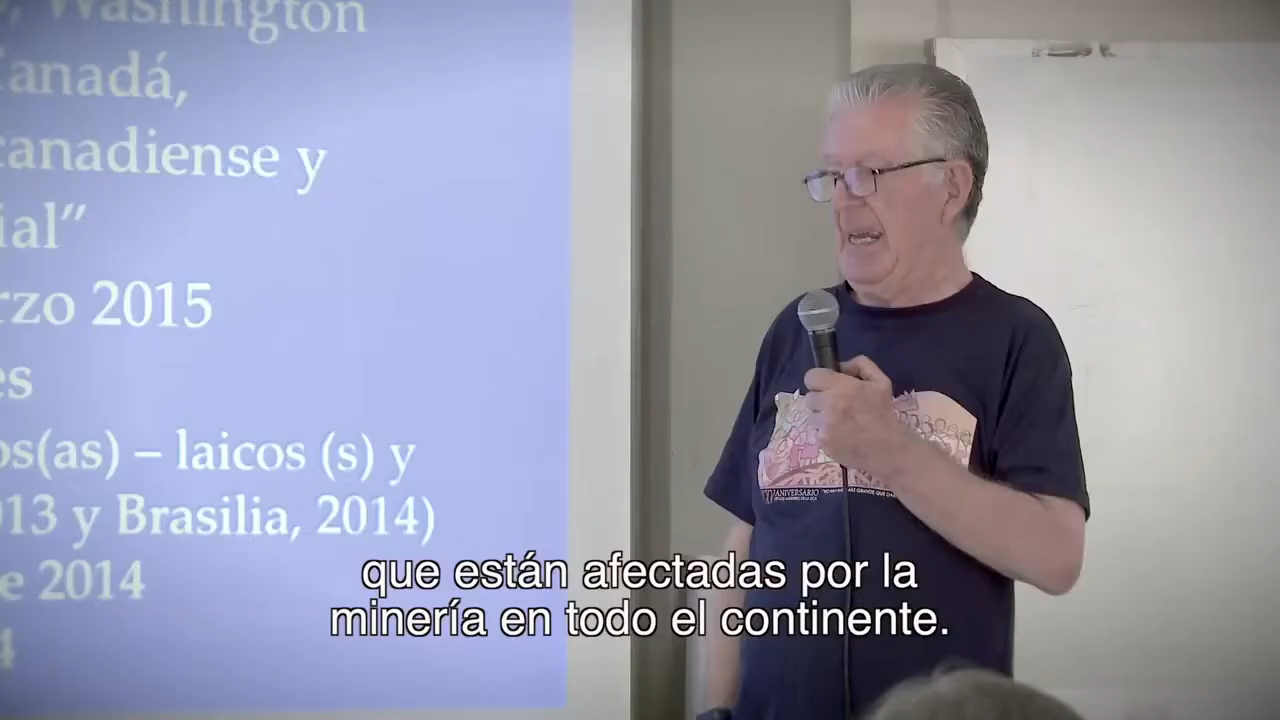 , Washington
Canadá,
canadiense y
ial”
rzo 2015
es
os(as) – laicos (s) y
13 y Brasilia, 2014)
e 2014
4
ANIVERSARIO
que están afectadas por la
minería en todo el continente.